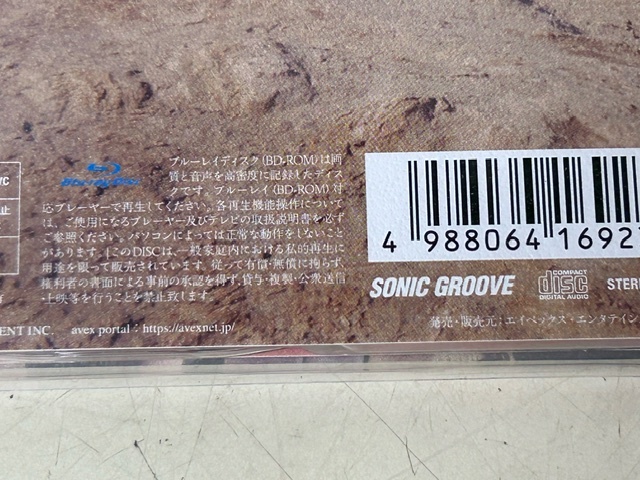 VC
ブルーレイディスク(BD-ROM)は画
質と音声を高密度に記録したディス
クです。ブルーレイ(BD-ROM)対
応プレーヤーで再生してください。各再生機能操作について
は、ご使用になるプレーヤー及びテレビの取扱説明書を必ず
ご参照ください。パソコンによっては正常な動作をしないこと
があります。「このDISCは、一般家庭内における私的再生に
用途を限って販売されています。従って有償・無償に拘らず、
権利者の書面による事前の承諾を得ず、貸与・複製・公衆送信
・上映等を行うことを禁止致します。
ENT INC.
avex portal : https://avexnet.jp/
4 988064 16927
SONIC GROOVE
COMPACT
disc
DIGITAL AUDIO
STERE
発売・販売元:エイベックス・エンタテイン